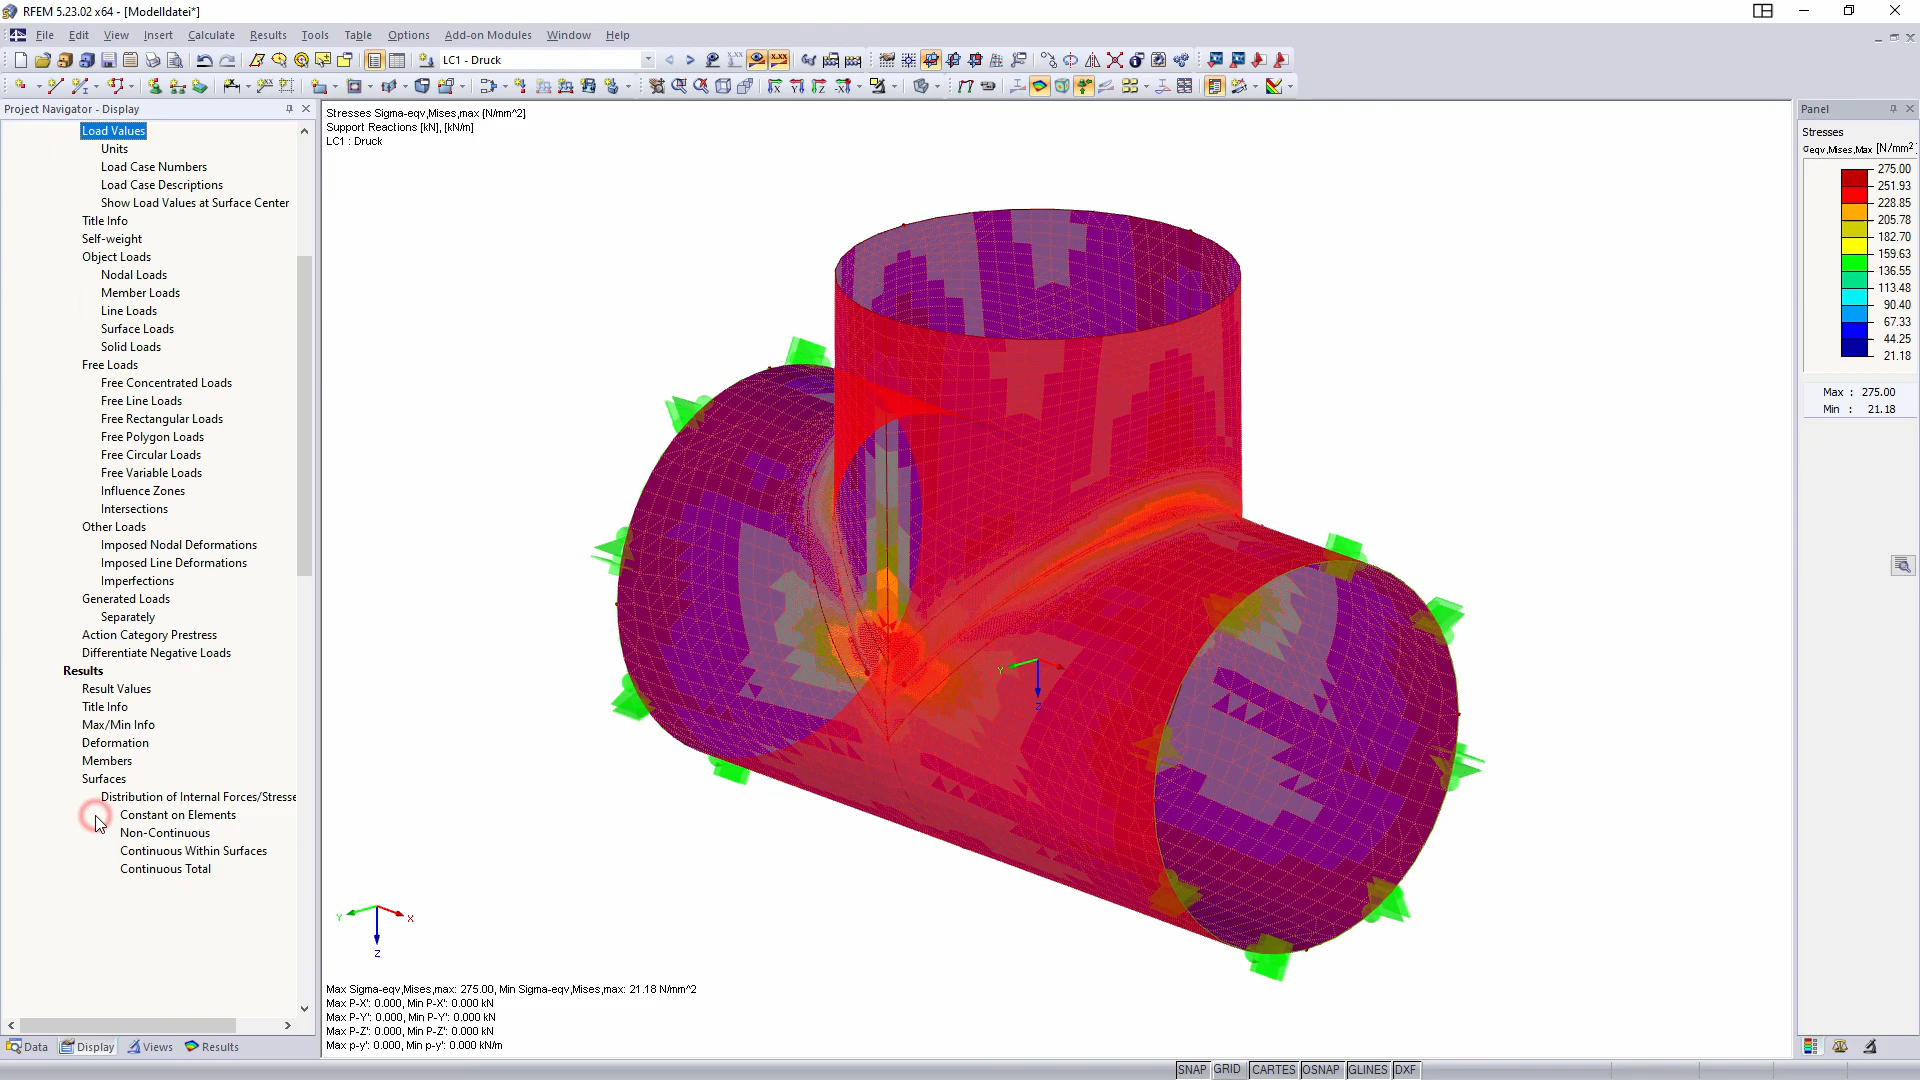 RFEM 5.23.02 x64 - [Modelldatei*]
File Edit View Insert Calculate Results Tools Table Options Add-on Modules Window Help
LC1 - Druck
Project Navigator - Display
Load Values
Units
Load Case Numbers
Load Case Descriptions
Show Load Values at Surface Center
Title Info
Self-weight
Object Loads
Nodal Loads
Member Loads
Line Loads
Surface Loads
Solid Loads
Free Loads
Free Concentrated Loads
Free Line Loads
Free Rectangular Loads
Free Polygon Loads
Free Circular Loads
Free Variable Loads
Influence Zones
Intersections
Other Loads
Imposed Nodal Deformations
Imposed Line Deformations
Imperfections
Generated Loads
Separately
Action Category Prestress
Differentiate Negative Loads
Results
Result Values
Title Info
Max/Min Info
Deformation
Members
Surfaces
Distribution of Internal Forces/Stresse
Constant on Elements
Non-Continuous
Continuous Within Surfaces
Continuous Total
Data Display Views Results
Stresses Sigma-eqv,Mises,max [N/mm^2]
Support Reactions [kN], [kN/m]
LC1 : Druck
Y
Z
Y
X
Z
Max Sigma-eqv,Mises,max: 275.00, Min Sigma-eqv,Mises,max: 21.18 N/mm^2
Max P-X': 0.000, Min P-X': 0.000 kN
Max P-Y': 0.000, Min P-Y': 0.000 kN
Max P-Z': 0.000, Min P-Z': 0.000 kN
Max p-y': 0.000, Min p-y': 0.000 kN/m
Panel
Stresses
σeqv,Mises,Max [N/mm²
275.00
251.93
228.85
205.78
182.70
159.63
136.55
113.48
90.40
67.33
44.25
21.18
Max : 275.00
Min : 21.18
SNAP GRID CARTES OSNAP GLINES DXF